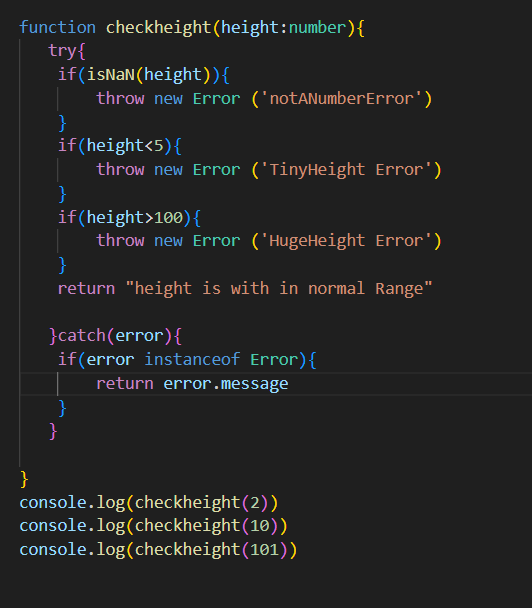 function checkheight(height:number){
try{
if(isNaN(height)){
throw new Error ('notANumberError')
}
if(height<5){
throw new Error ('TinyHeight Error')
}
if(height>100){
throw new Error ('HugeHeight Error')
}
return "height is with in normal Range"
}catch(error){
if(error instanceof Error){
return error.message
}
}
}
console.log(checkheight(2))
console.log(checkheight(10))
console.log(checkheight(101))